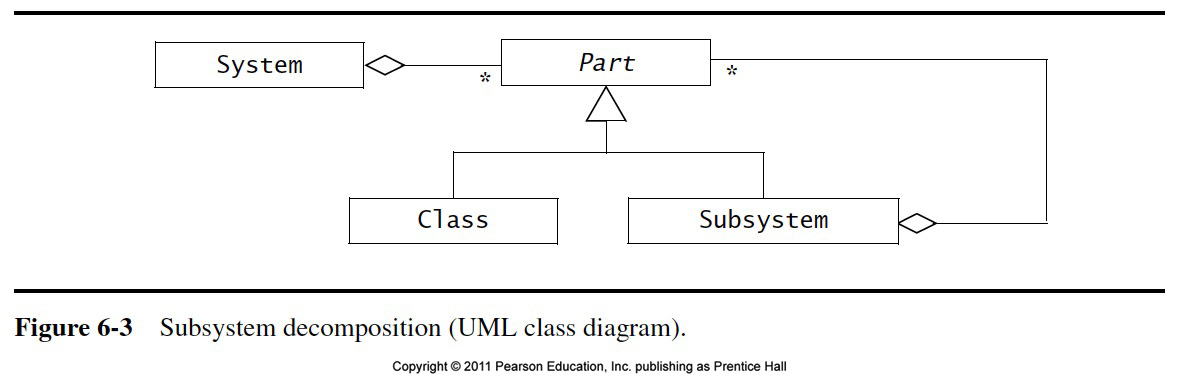 System
Part
*
*
Class
Subsystem
Figure 6-3 Subsystem decomposition (UML class diagram).
Copyright © 2011 Pearson Education, Inc. publishing as Prentice Hall